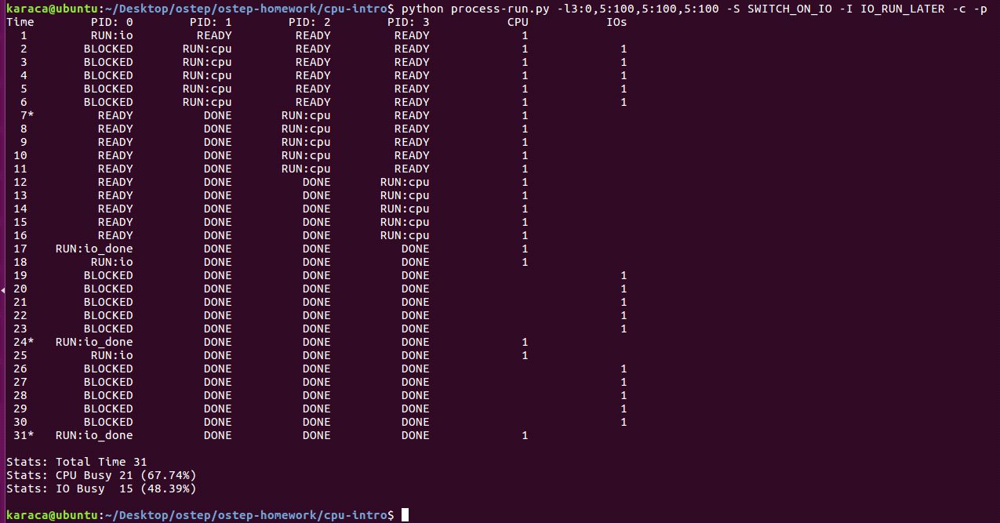 karaca@ubuntu:~/Desktop/ostep/ostep-homework/cpu-intro$ python process-run.py -l3:0,5:100,5:100,5:100 -S SWITCH_ON_IO -I IO_RUN_LATER -c -p
Time PID: 0 PID: 1 PID: 2 PID: 3 CPU IOs
1 RUN:io READY READY READY 1
2 BLOCKED RUN:cpu READY READY 1 1
3 BLOCKED RUN:cpu READY READY 1 1
4 BLOCKED RUN:cpu READY READY 1 1
5 BLOCKED RUN:cpu READY READY 1 1
6 BLOCKED RUN:cpu READY READY 1 1
7* READY DONE RUN:cpu READY 1
8 READY DONE RUN:cpu READY 1
9 READY DONE RUN:cpu READY 1
10 READY DONE RUN:cpu READY 1
11 READY DONE RUN:cpu READY 1
12 READY DONE DONE RUN:cpu 1
13 READY DONE DONE RUN:cpu 1
14 READY DONE DONE RUN:cpu 1
15 READY DONE DONE RUN:cpu 1
16 READY DONE DONE RUN:cpu 1
17 RUN:io_done DONE DONE DONE 1
18 RUN:io DONE DONE DONE 1
19 BLOCKED DONE DONE DONE 1
20 BLOCKED DONE DONE DONE 1
21 BLOCKED DONE DONE DONE 1
22 BLOCKED DONE DONE DONE 1
23 BLOCKED DONE DONE DONE 1
24* RUN:io_done DONE DONE DONE 1
25 RUN:io DONE DONE DONE 1
26 BLOCKED DONE DONE DONE 1
27 BLOCKED DONE DONE DONE 1
28 BLOCKED DONE DONE DONE 1
29 BLOCKED DONE DONE DONE 1
30 BLOCKED DONE DONE DONE 1
31* RUN:io_done DONE DONE DONE 1
Stats: Total Time 31
Stats: CPU Busy 21 (67.74%)
Stats: IO Busy 15 (48.39%)
karaca@ubuntu:~/Desktop/ostep/ostep-homework/cpu-intro$